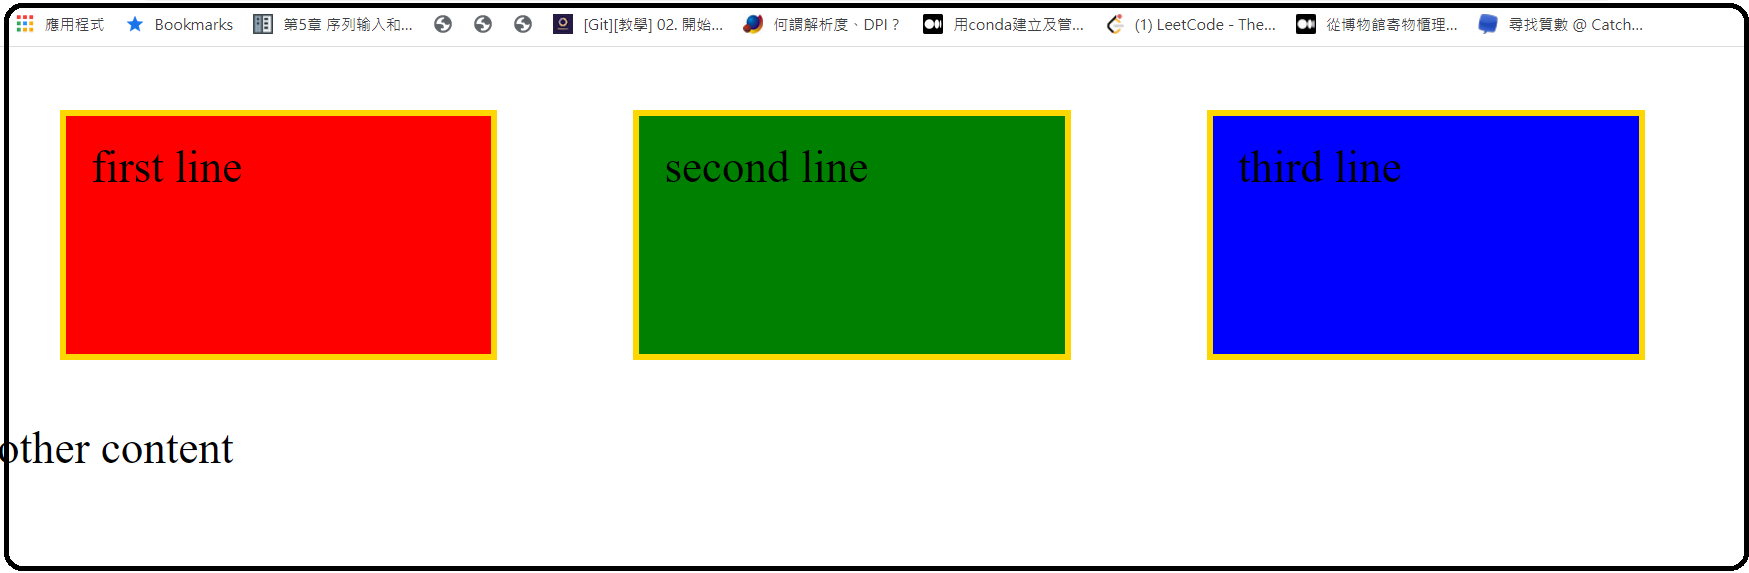 應用程式 Bookmarks 第5章 序列输入和... [Git][教學] 02. 開始... 何謂解析度、DPI ? 用conda建立及管... (1) LeetCode - The... 從博物館寄物櫃理... 尋找質數 @ Catch...
first line second line third line
other content